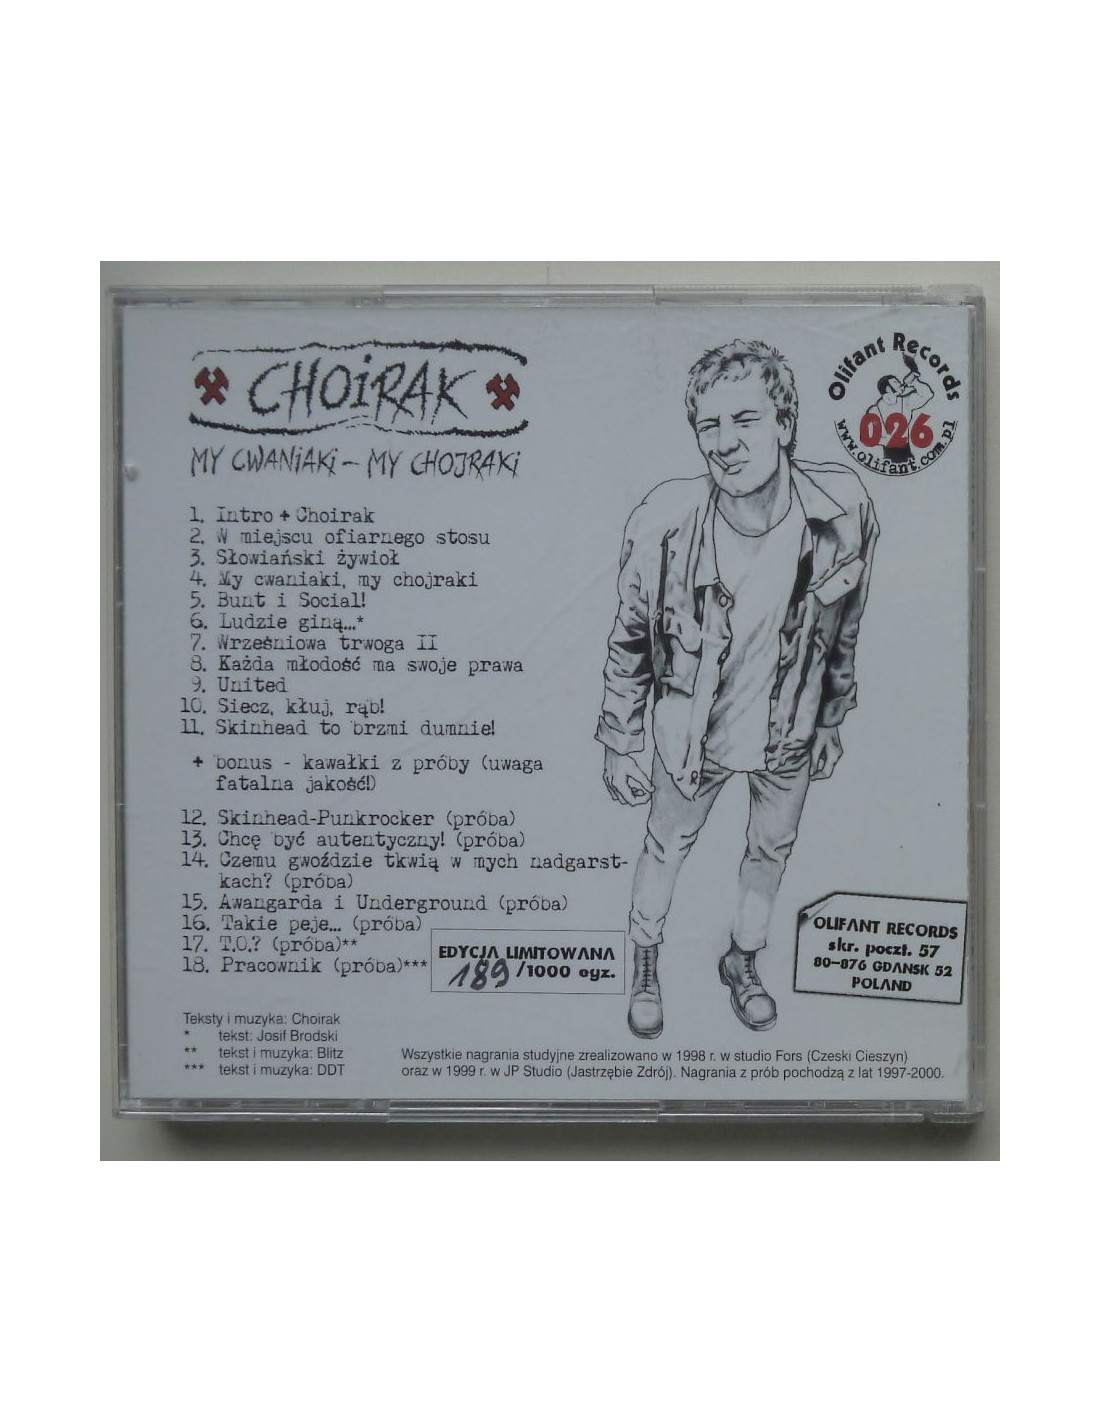 CHOiRAK
MY CWANiAKi – MY CHOJRAKi
Olifant Records
026
www.olifant.com.pl
1. Intro + Choirak
2. W miejscu ofiarnego stosu
3. Słowiański żywioł
4. My cwaniaki, my chojraki
5. Bunt i Social!
6. Ludzie giną...*
7. Wrześniowa trwoga II
8. Każda młodość ma swoje prawa
9. United
10. Siecz, kłuj, rąb!
11. Skinhead to brzmi dumnie!
+ bonus - kawałki z próby (uwaga
fatalna jakość!)
12. Skinhead-Punkrocker (próba)
13. Chcę być autentyczny! (próba)
14. Czemu gwoździe tkwią w mych nadgarst-
kach? (próba)
15. Awangarda i Underground (próba)
16. Takie peje... (próba)
17. T.O.? (próba)**
18. Pracownik (próba)***
EDYCJA LIMITOWANA
189/1000 egz.
OLIFANT RECORDS
skr. poczt. 57
80-876 GDAŃSK 52
POLAND
Teksty i muzyka: Choirak
* tekst: Josif Brodski
** tekst i muzyka: Blitz
*** tekst i muzyka: DDT
Wszystkie nagrania studyjne zrealizowano w 1998 r. w studio Fors (Czeski Cieszyn)
oraz w 1999 r. w JP Studio (Jastrzębie Zdrój). Nagrania z prób pochodzą z lat 1997-2000.